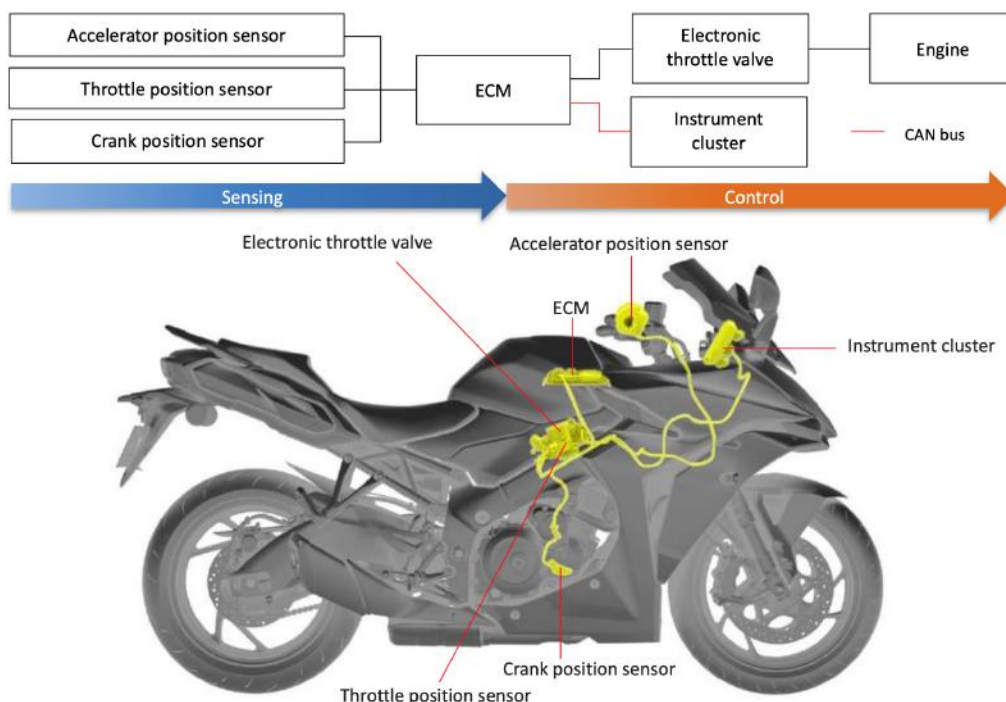 Accelerator position sensor
Throttle position sensor
Crank position sensor
ECM
Electronic
throttle valve
Engine
Instrument
cluster
CAN bus
Sensing
Control
Electronic throttle valve
Accelerator position sensor
ECM
Instrument cluster
Crank position sensor
Throttle position sensor